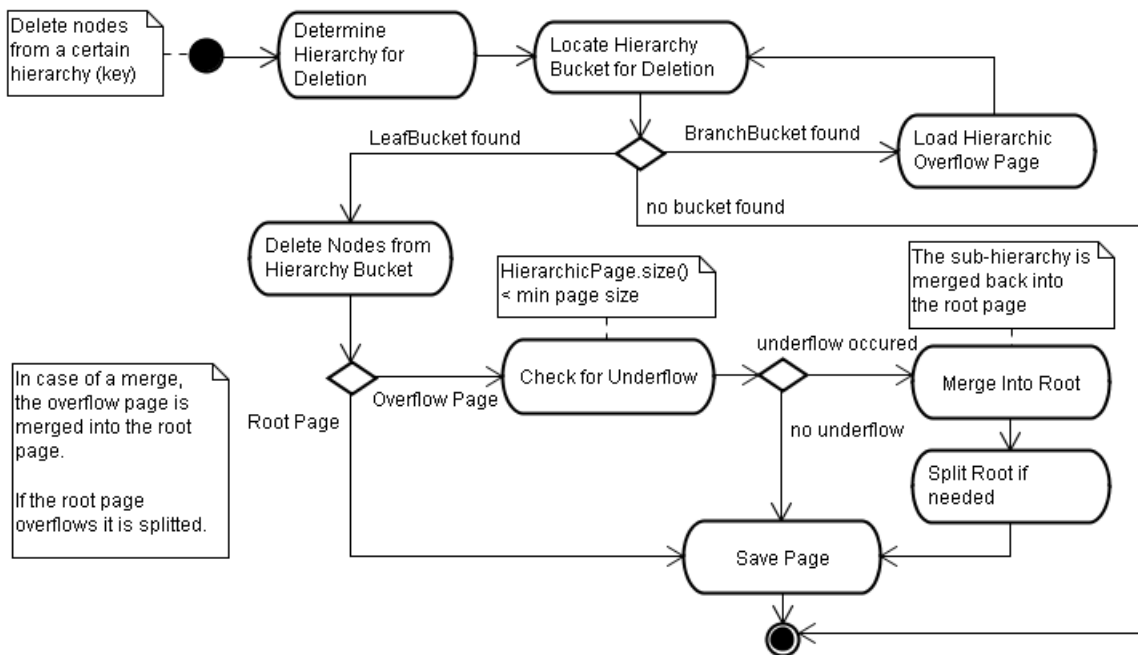 Delete nodes
from a certain
hierarchy (key)
Determine
Hierarchy for
Deletion
Locate Hierarchy
Bucket for Deletion
LeafBucket found
BranchBucket found
Load Hierarchic
Overflow Page
no bucket found
Delete Nodes from
Hierarchy Bucket
HierarchicPage.size()
< min page size
The sub-hierarchy is
merged back into
the root page
underflow occured
Overflow Page
Check for Underflow
Merge Into Root
Root Page
no underflow
In case of a merge,
the overflow page is
merged into the root
page.
If the root page
overflows it is splitted.
Split Root if
needed
Save Page